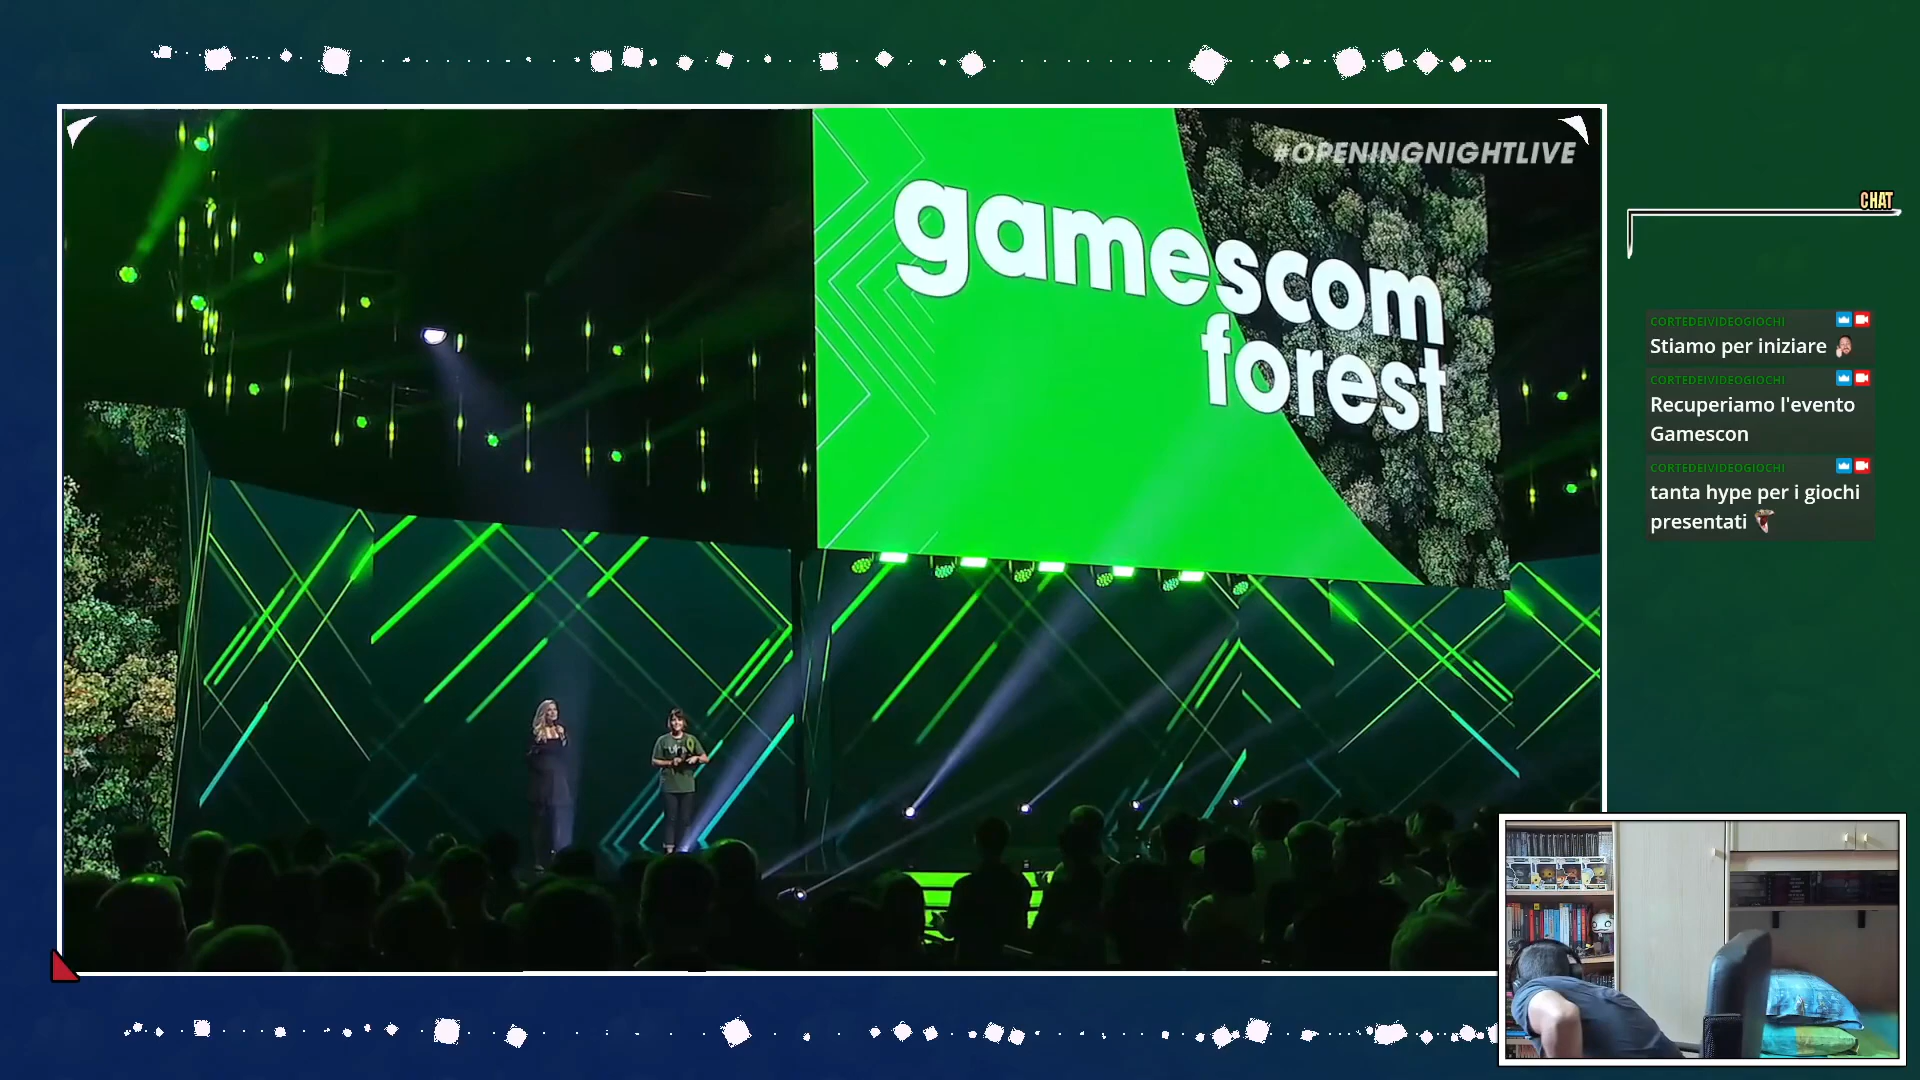 #OPENINGNIGHTLIVE
gamescom
forest
CHAT
CORTEDEIVIDEOGIOCHI
Stiamo per iniziare
CORTEDEIVIDEOGIOCHI
Recuperiamo l'evento
Gamescon
CORTEDEIVIDEOGIOCHI
tanta hype per i giochi
presentati